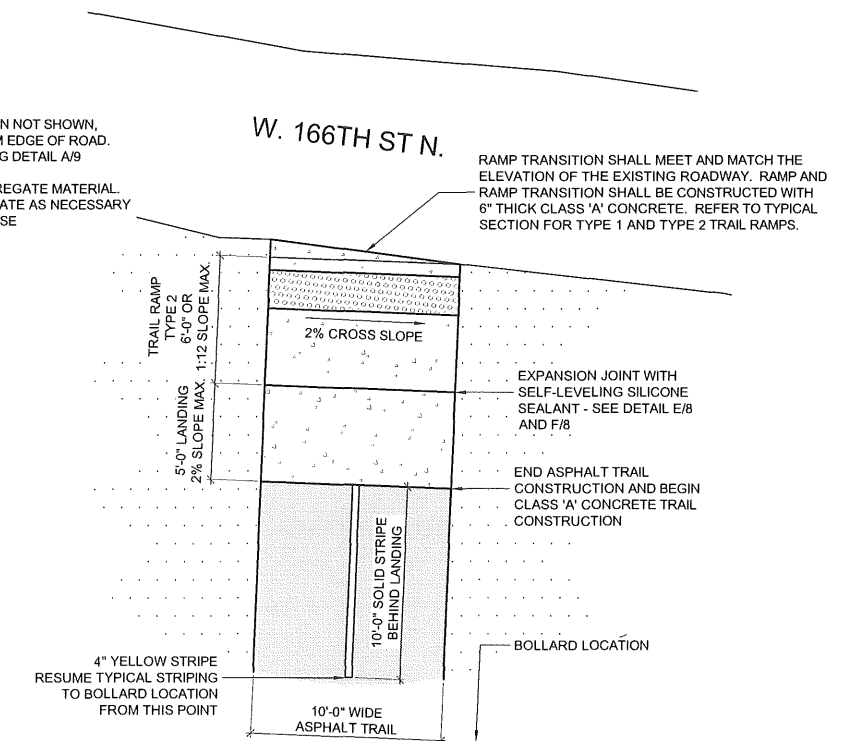 N NOT SHOWN,
M EDGE OF ROAD.
G DETAIL A/9
REGATE MATERIAL.
ATE AS NECESSARY
SE
W. 166TH ST N.
RAMP TRANSITION SHALL MEET AND MATCH THE
ELEVATION OF THE EXISTING ROADWAY. RAMP AND
RAMP TRANSITION SHALL BE CONSTRUCTED WITH
6" THICK CLASS 'A' CONCRETE. REFER TO TYPICAL
SECTION FOR TYPE 1 AND TYPE 2 TRAIL RAMPS.
TRAIL RAMP
TYPE 2
6'-0" OR
1:12 SLOPE MAX.
2% CROSS SLOPE
5'-0" LANDING
2% SLOPE MAX.
EXPANSION JOINT WITH
SELF-LEVELING SILICONE
SEALANT - SEE DETAIL E/8
AND F/8
END ASPHALT TRAIL
CONSTRUCTION AND BEGIN
CLASS 'A' CONCRETE TRAIL
CONSTRUCTION
10'-0" SOLID STRIPE
BEHIND LANDING
BOLLARD LOCATION
4" YELLOW STRIPE
RESUME TYPICAL STRIPING
TO BOLLARD LOCATION
FROM THIS POINT
10'-0" WIDE
ASPHALT TRAIL